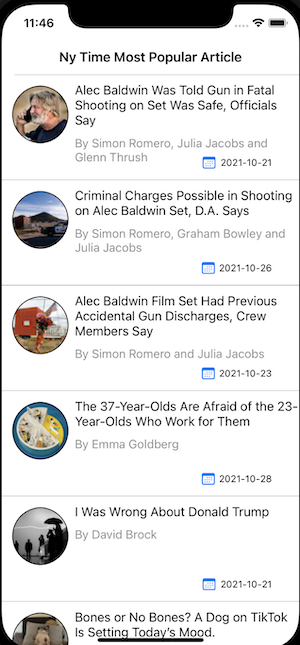 11:46
Ny Time Most Popular Article
Alec Baldwin Was Told Gun in Fatal
Shooting on Set Was Safe, Officials
Say
By Simon Romero, Julia Jacobs and
Glenn Thrush
2021-10-21
Criminal Charges Possible in Shooting
on Alec Baldwin Set, D.A. Says
By Simon Romero, Graham Bowley and
Julia Jacobs
2021-10-26
Alec Baldwin Film Set Had Previous
Accidental Gun Discharges, Crew
Members Say
By Simon Romero and Julia Jacobs
2021-10-23
The 37-Year-Olds Are Afraid of the 23-
Year-Olds Who Work for Them
By Emma Goldberg
2021-10-28
I Was Wrong About Donald Trump
By David Brock
2021-10-21
Bones or No Bones? A Dog on TikTok
Is Setting Today’s Mood.